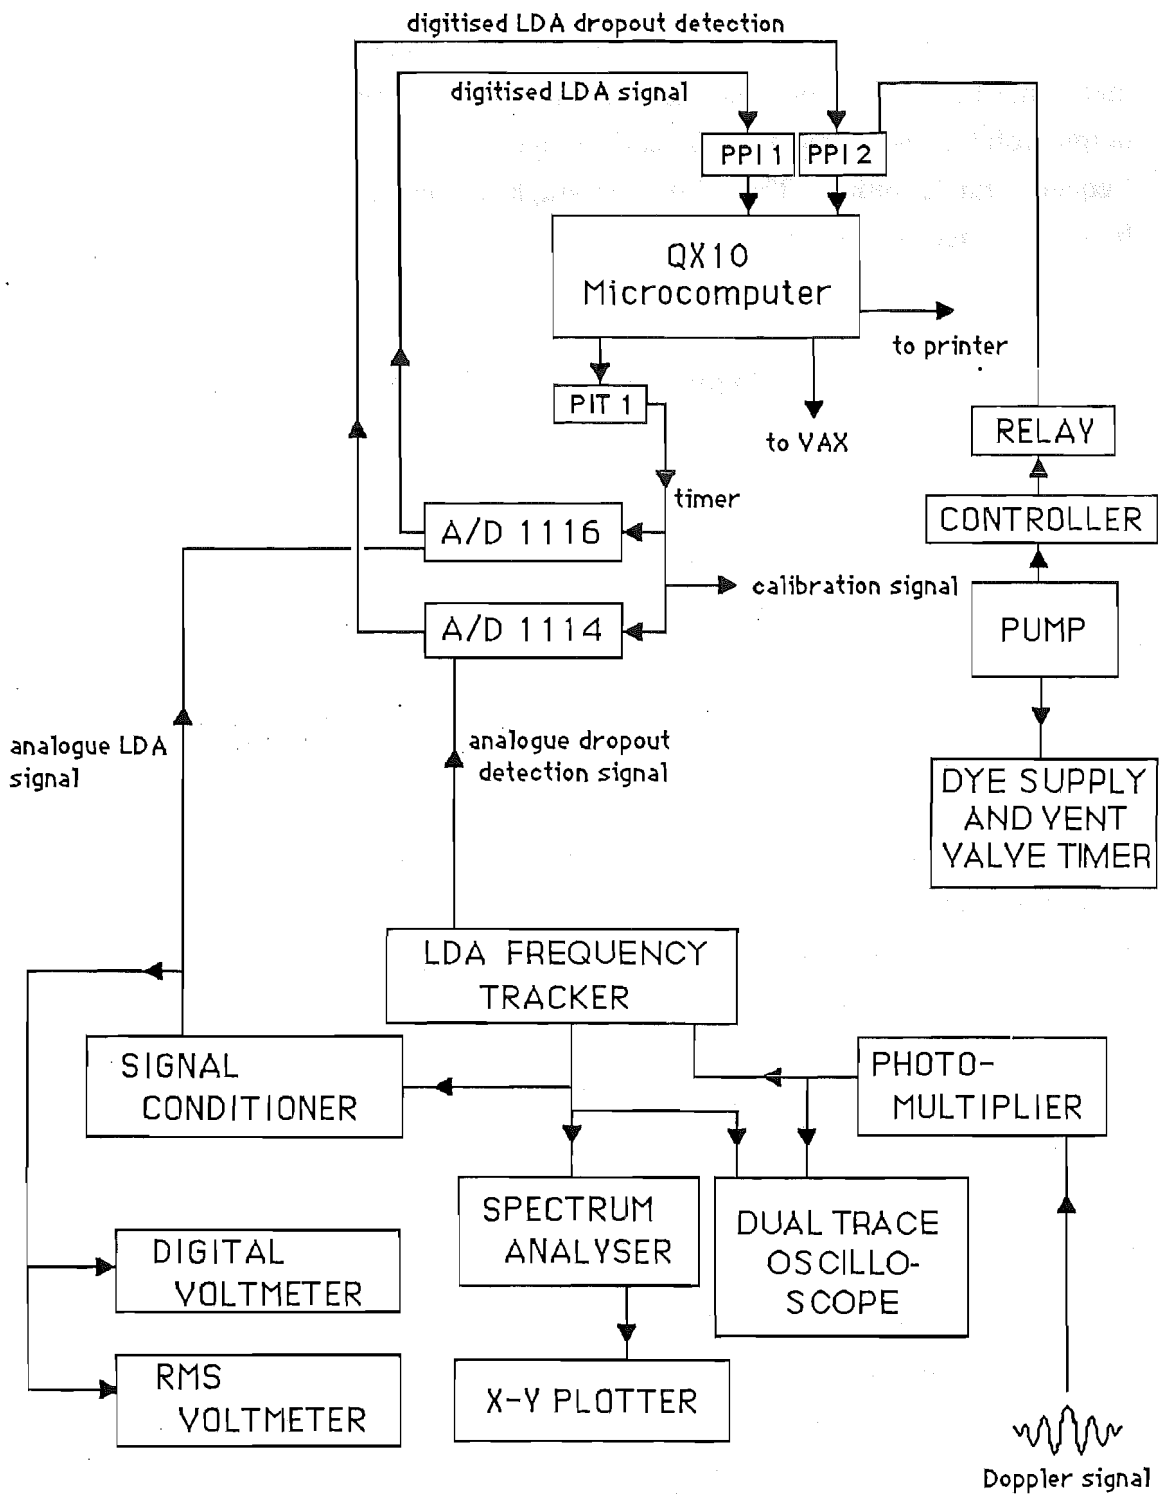 digitised LDA dropout detection
digitised LDA signal
PPI 1
PPI 2
QX10
Microcomputer
to printer
PIT 1
to VAX
RELAY
timer
CONTROLLER
A/D 1116
calibration signal
A/D 1114
PUMP
analogue LDA
signal
analogue dropout
detection signal
DYE SUPPLY
AND VENT
VALVE TIMER
LDA FREQUENCY
TRACKER
SIGNAL
CONDITIONER
PHOTO-
MULTIPLIER
SPECTRUM
ANALYSER
DUAL TRACE
OSCILLO-
SCOPE
DIGITAL
VOLTMETER
RMS
VOLTMETER
X-Y PLOTTER
Doppler signal